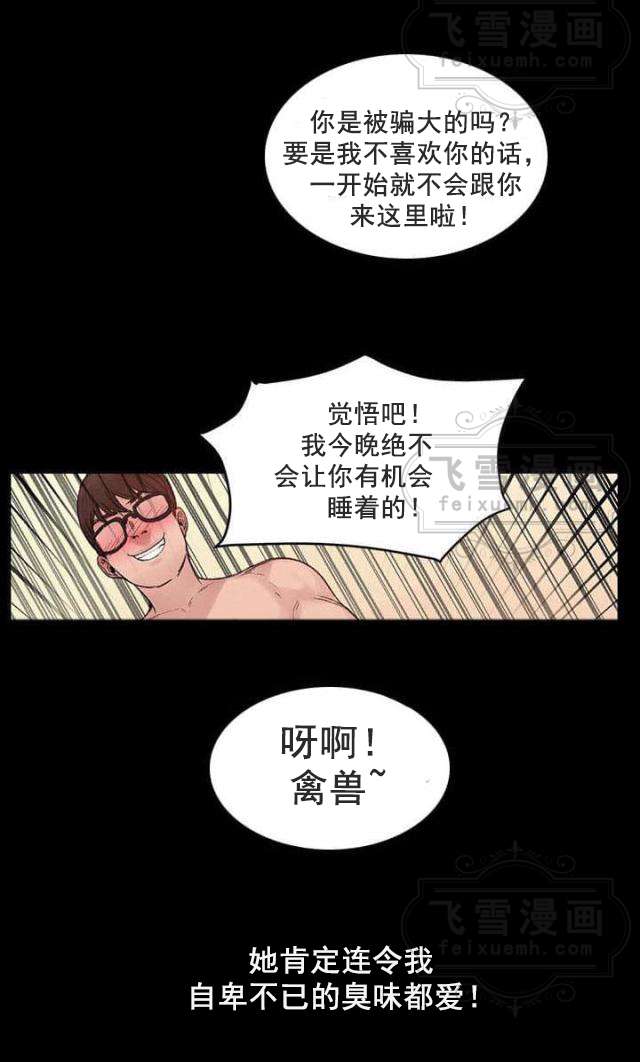 飞雪漫画
feixuemh.com
你是被骗大的吗？
要是我不喜欢你的话，
一开始就不会跟你
来这里啦！
觉悟吧！
我今晚绝不
会让你有机会
睡着的！
飞雪漫画
feixuemh.com
呀啊！
禽兽~
飞雪漫画
feixuemh.com
她肯定连令我
自卑不已的臭味都爱！